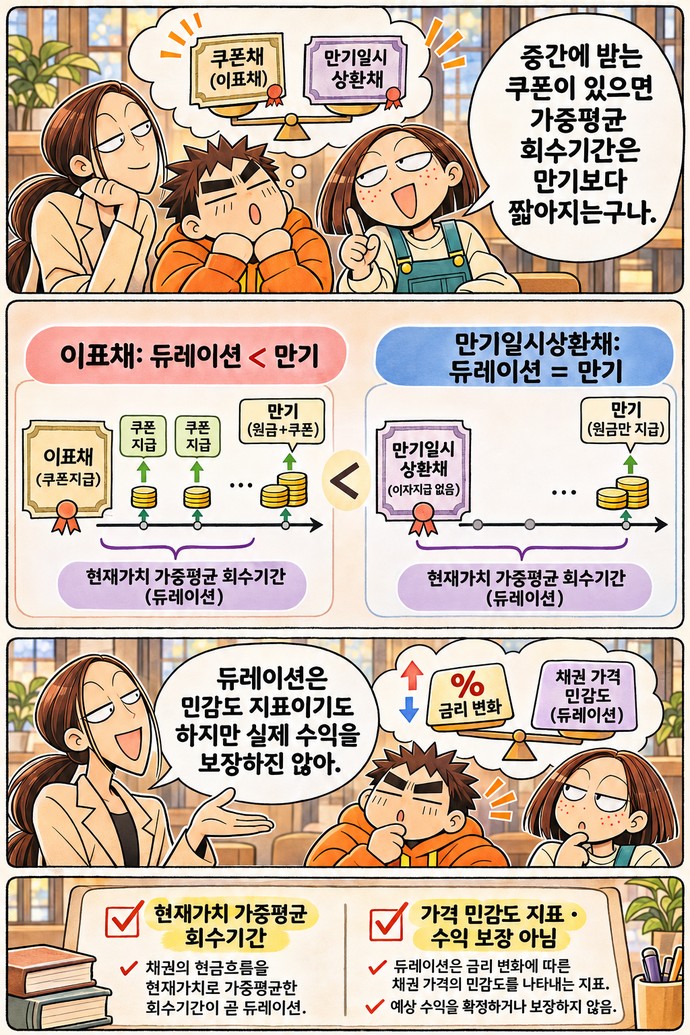 쿠폰채
(이표채)
만기일시
상환채
중간에 받는
쿠폰이 있으면
가중평균
회수기간은
만기보다
짧아지는구나.
이표채: 듀레이션 < 만기
이표채
(쿠폰지급)
쿠폰
지급
쿠폰
지급
만기
(원금+쿠폰)
...
현재가치 가중평균 회수기간
(듀레이션)
<
만기일시상환채:
듀레이션 = 만기
만기일시
상환채
(이자지급 없음)
만기
(원금만 지급)
...
현재가치 가중평균 회수기간
(듀레이션)
듀레이션은
민감도 지표이기도
하지만 실제 수익을
보장하진 않아.
%
금리 변화
채권 가격
민감도
(듀레이션)
현재가치 가중평균
회수기간
채권의 현금흐름을
현재가치로 가중평균한
회수기간이 곧 듀레이션.
가격 민감도 지표·
수익 보장 아님
듀레이션은 금리 변화에 따른
채권 가격의 민감도를 나타내는 지표.
예상 수익을 확정하거나 보장하지 않음.